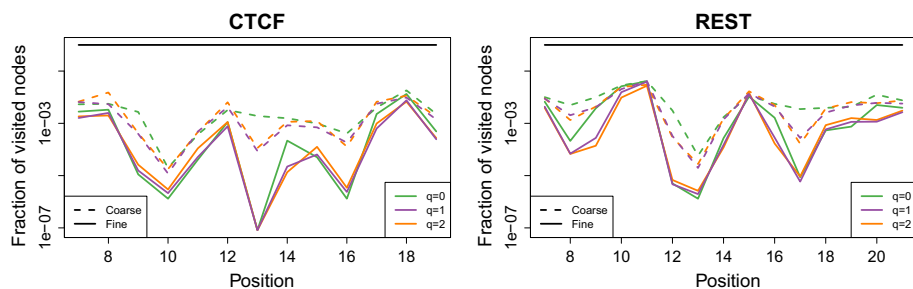 CTCF
Fraction of visited nodes
1e-03
1e-07
Coarse
Fine
q=0
q=1
q=2
8
10
12
14
16
18
Position
REST
Fraction of visited nodes
1e-03
1e-07
Coarse
Fine
q=0
q=1
q=2
8
10
12
14
16
18
20
Position